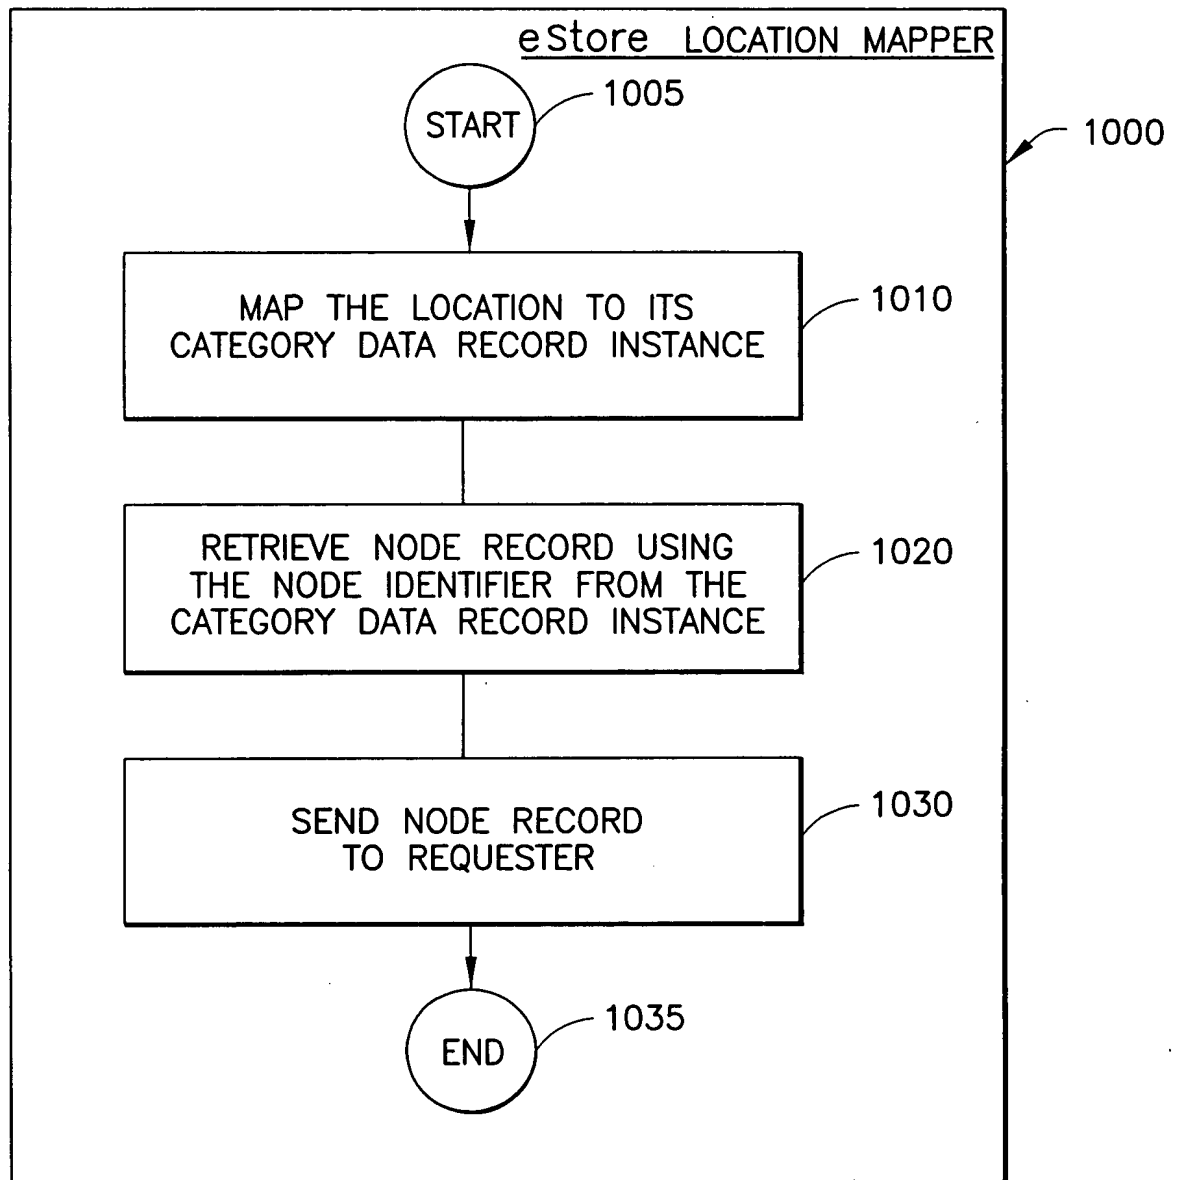 eStore LOCATION MAPPER
START
1005
1000
MAP THE LOCATION TO ITS
CATEGORY DATA RECORD INSTANCE
1010
RETRIEVE NODE RECORD USING
THE NODE IDENTIFIER FROM THE
CATEGORY DATA RECORD INSTANCE
1020
SEND NODE RECORD
TO REQUESTER
1030
END
1035